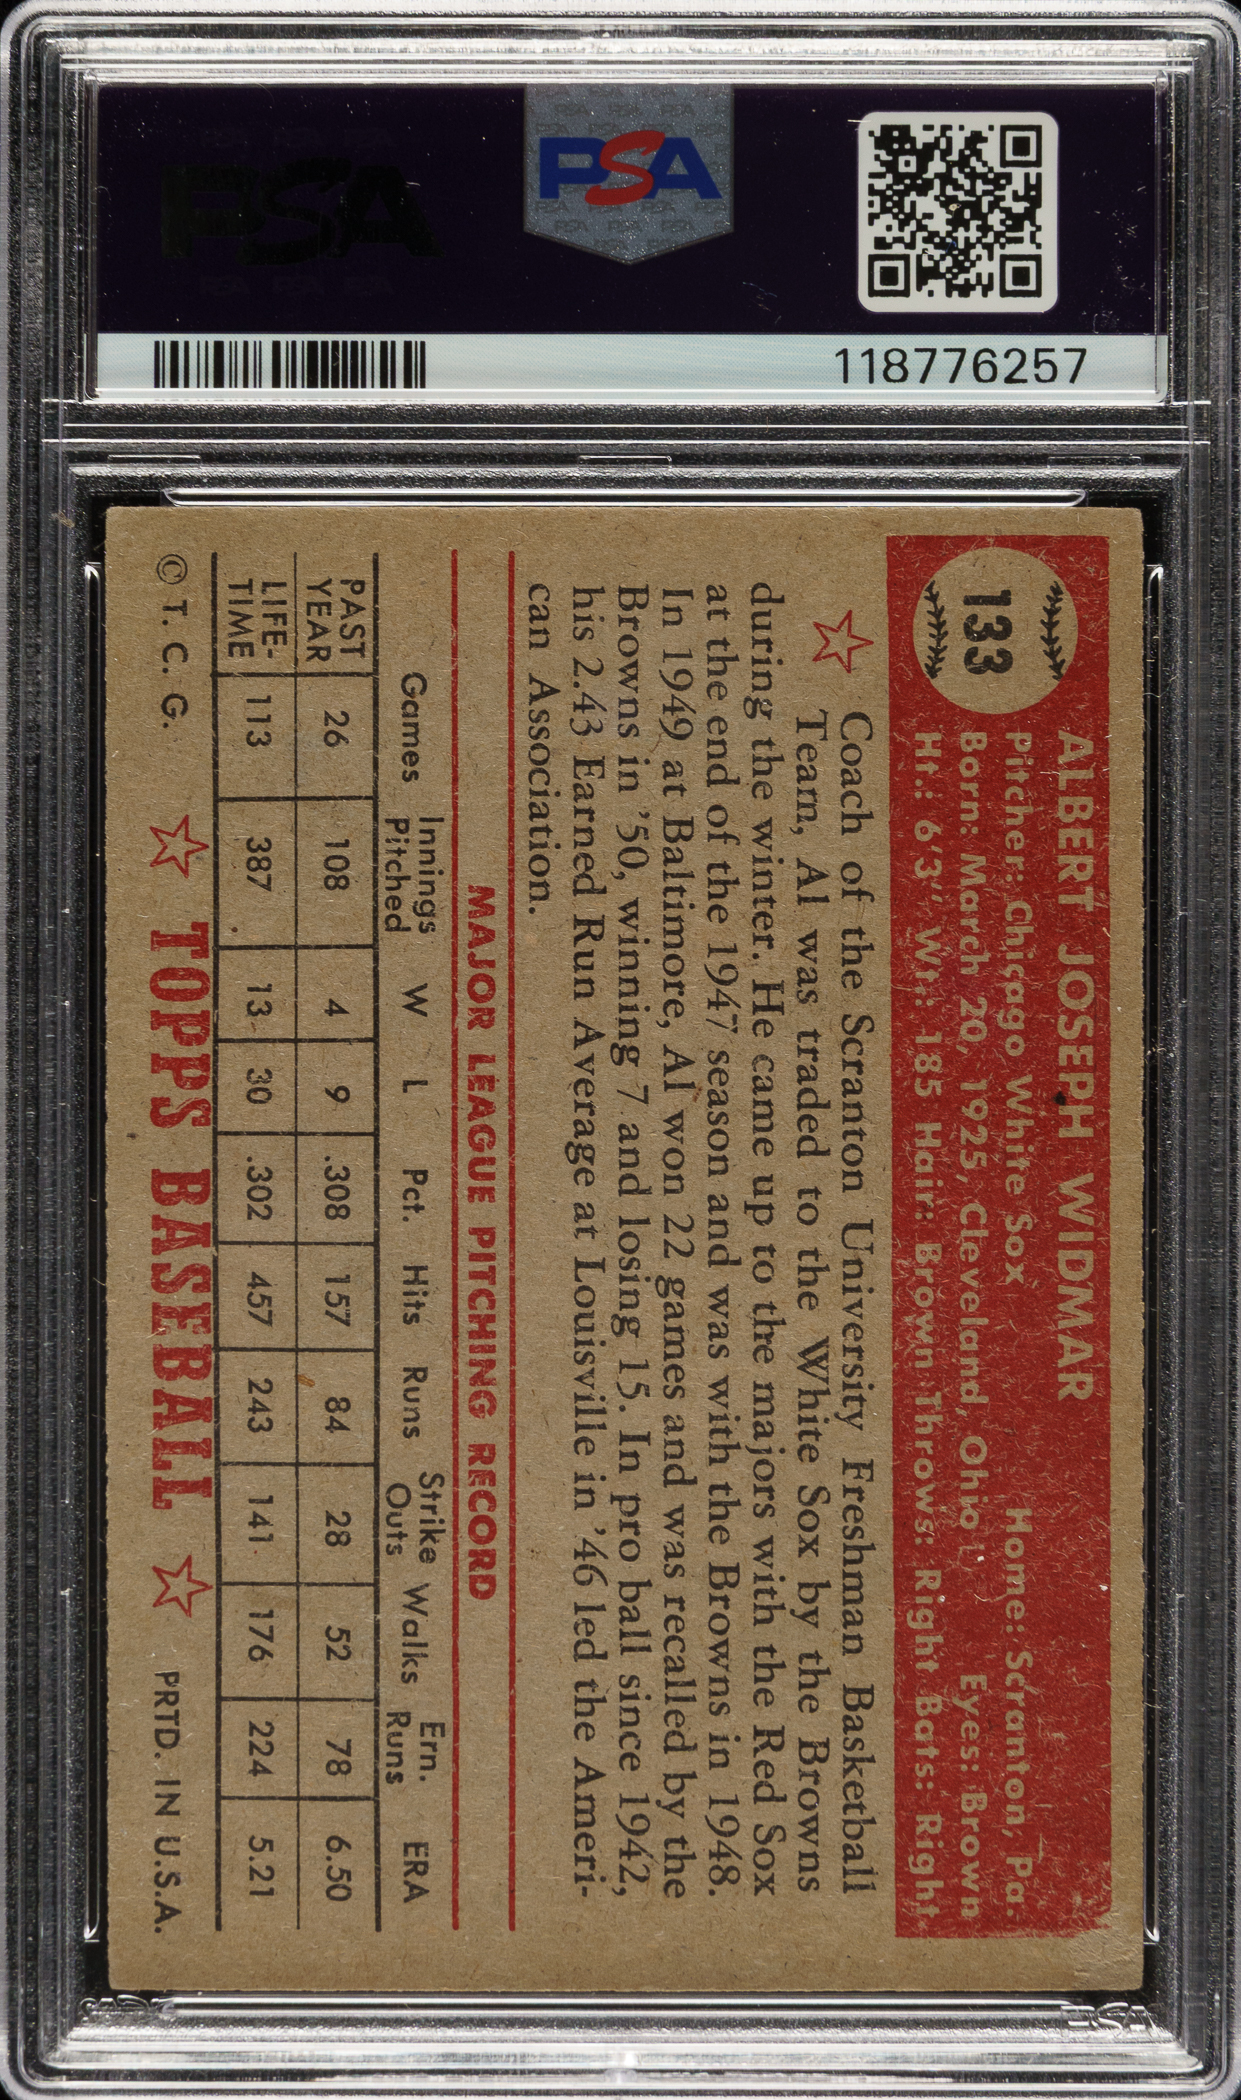 PSA
PSA
118776257
133
ALBERT JOSEPH WIDMAR
Pitcher: Chicago White Sox Home: Scranton, Pa.
Born: March 20, 1925, Cleveland, Ohio Eyes: Brown
Ht.: 6'3" Wt.: 185 Hair: Brown Throws: Right Bats: Right
Coach of the Scranton University Freshman Basketball
Team, Al was traded to the White Sox by the Browns
during the winter. He came up to the majors with the Red Sox
at the end of the 1947 season and was with the Browns in 1948.
In 1949 at Baltimore, Al won 22 games and was recalled by the
Browns in '50, winning 7 and losing 15. In pro ball since 1942,
his 2.43 Earned Run Average at Louisville in '46 led the Ameri-
can Association.
MAJOR LEAGUE PITCHING RECORD
Games Innings Pitched W L Pct. Hits Runs Strike Outs Walks Ern. Runs ERA
PAST YEAR 26 108 4 9 .308 157 84 28 52 78 6.50
LIFE-TIME 113 387 13 30 .302 457 243 141 176 224 5.21
© T. C. G. TOPPS BASEBALL PRTD. IN U.S.A.
PSA